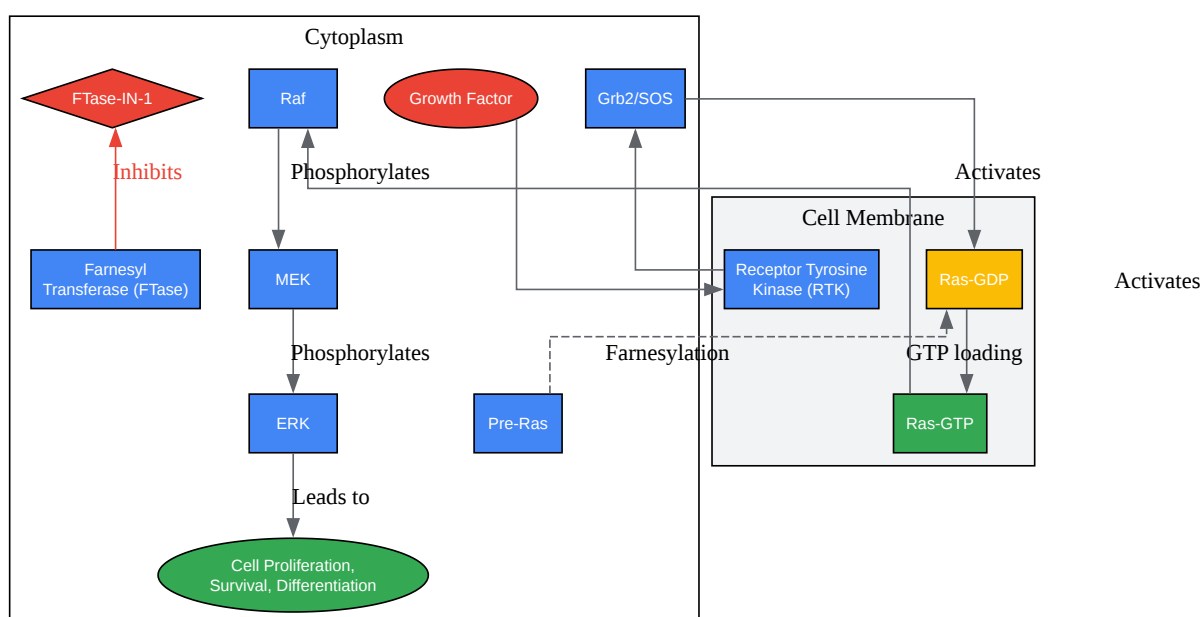 Cytoplasm
FTase-IN-1
Raf
Growth Factor
Grb2/SOS
Inhibits
Phosphorylates
Activates
Cell Membrane
Farnesyl
Transferase (FTase)
MEK
Receptor Tyrosine
Kinase (RTK)
Ras-GDP
Activates
Phosphorylates
Farnesylation
GTP loading
ERK
Pre-Ras
Ras-GTP
Leads to
Cell Proliferation,
Survival, Differentiation